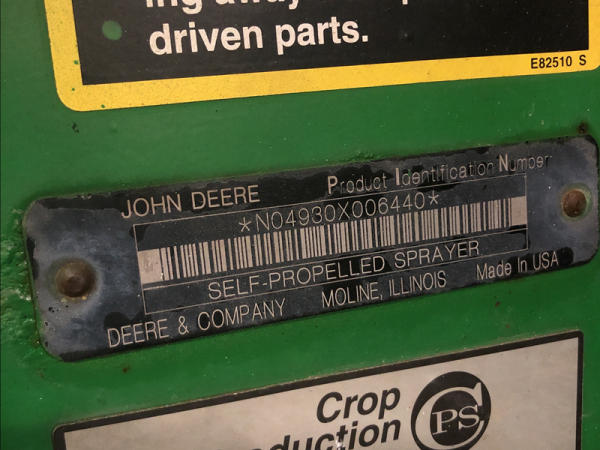 driven parts.
E82510 S
JOHN DEERE Product Identification Number
*N04930X006440*
SELF-PROPELLED SPRAYER
DEERE & COMPANY MOLINE, ILLINOIS Made In USA
Crop
CPS